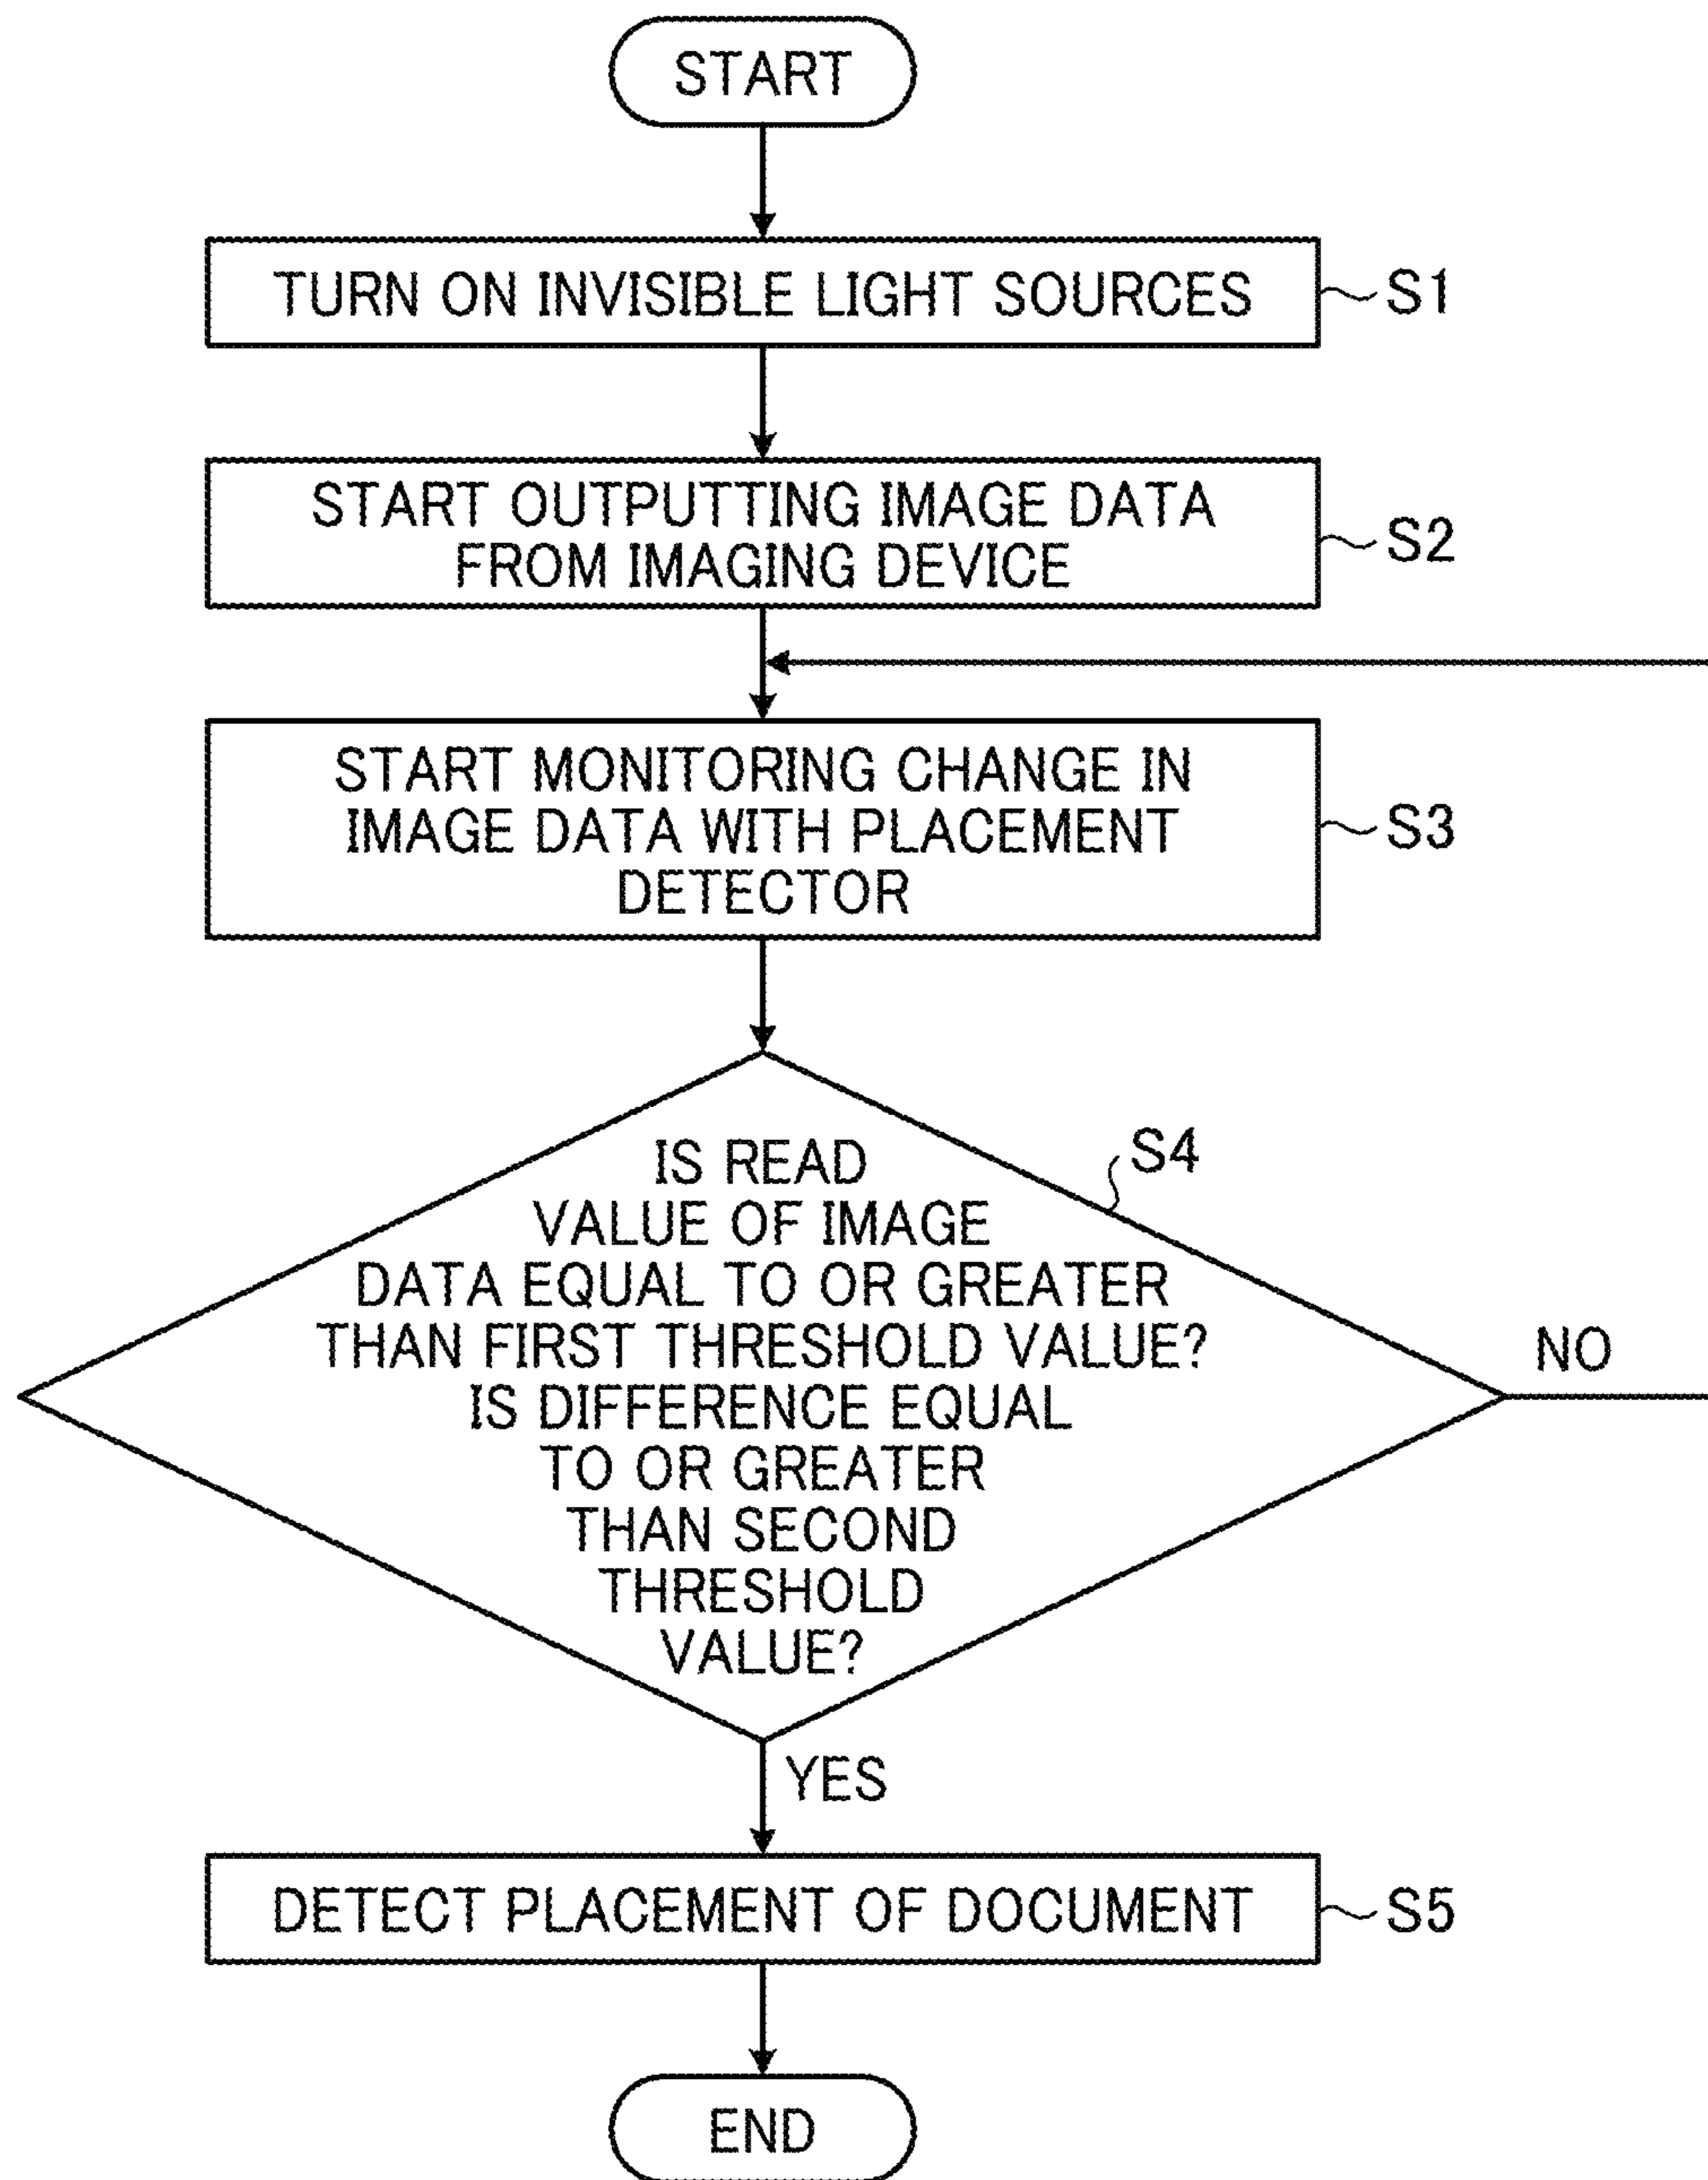 START
TURN ON INVISIBLE LIGHT SOURCES
S1
START OUTPUTTING IMAGE DATA
FROM IMAGING DEVICE
S2
START MONITORING CHANGE IN
IMAGE DATA WITH PLACEMENT
DETECTOR
S3
IS READ
VALUE OF IMAGE
DATA EQUAL TO OR GREATER
THAN FIRST THRESHOLD VALUE?
IS DIFFERENCE EQUAL
TO OR GREATER
THAN SECOND
THRESHOLD
VALUE?
S4
NO
YES
DETECT PLACEMENT OF DOCUMENT
S5
END